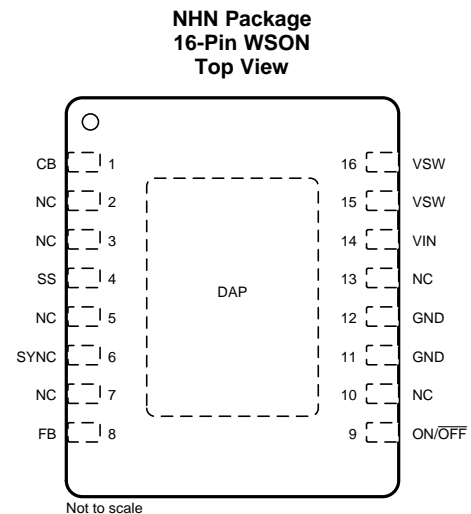 NHN Package
16-Pin WSON
Top View
CB 1
NC 2
NC 3
SS 4
NC 5
SYNC 6
NC 7
FB 8
DAP
16 VSW
15 VSW
14 VIN
13 NC
12 GND
11 GND
10 NC
9 ON/O̅F̅F̅
Not to scale